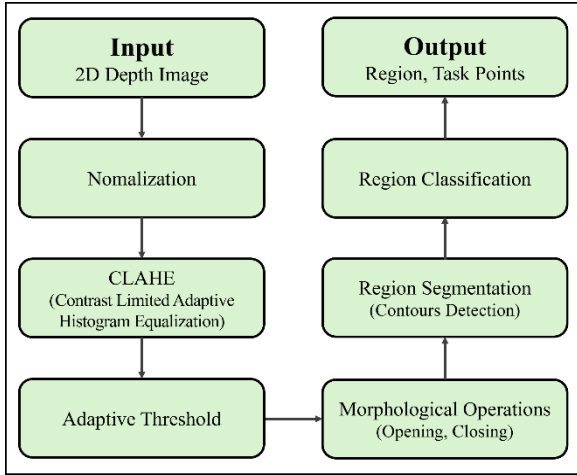 Input
2D Depth Image
Nomalization
CLAHE
(Contrast Limited Adaptive
Histogram Equalization)
Adaptive Threshold
Morphological Operations
(Opening, Closing)
Region Segmentation
(Contours Detection)
Region Classification
Output
Region, Task Points